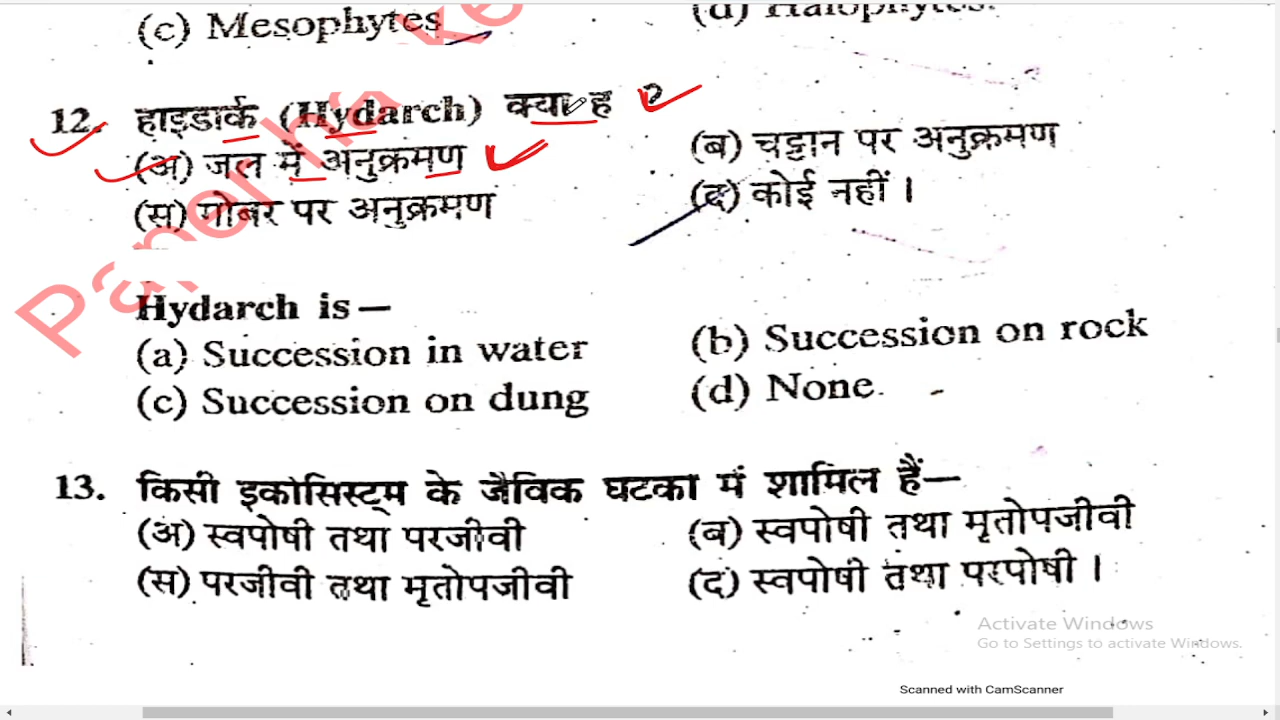 (c) Mesophytes
(d) Halophytes.
12. हाइडार्क (Hydarch) क्या ह ?
(अ) जल में अनुक्रमण
(ब) चट्टान पर अनुक्रमण
(स) गोबर पर अनुक्रमण
(द) कोई नहीं ।
Hydarch is —
(a) Succession in water
(b) Succession on rock
(c) Succession on dung
(d) None.
13. किसी इकोसिस्ट्म के जैविक घटका में शामिल हैं—
(अ) स्वपोषी तथा परजीवी
(ब) स्वपोषी तथा मृतोपजीवी
(स) परजीवी तथा मृतोपजीवी
(द) स्वपोषी तथा परपोषी ।
Activate Windows
Go to Settings to activate Windows.
Scanned with CamScanner